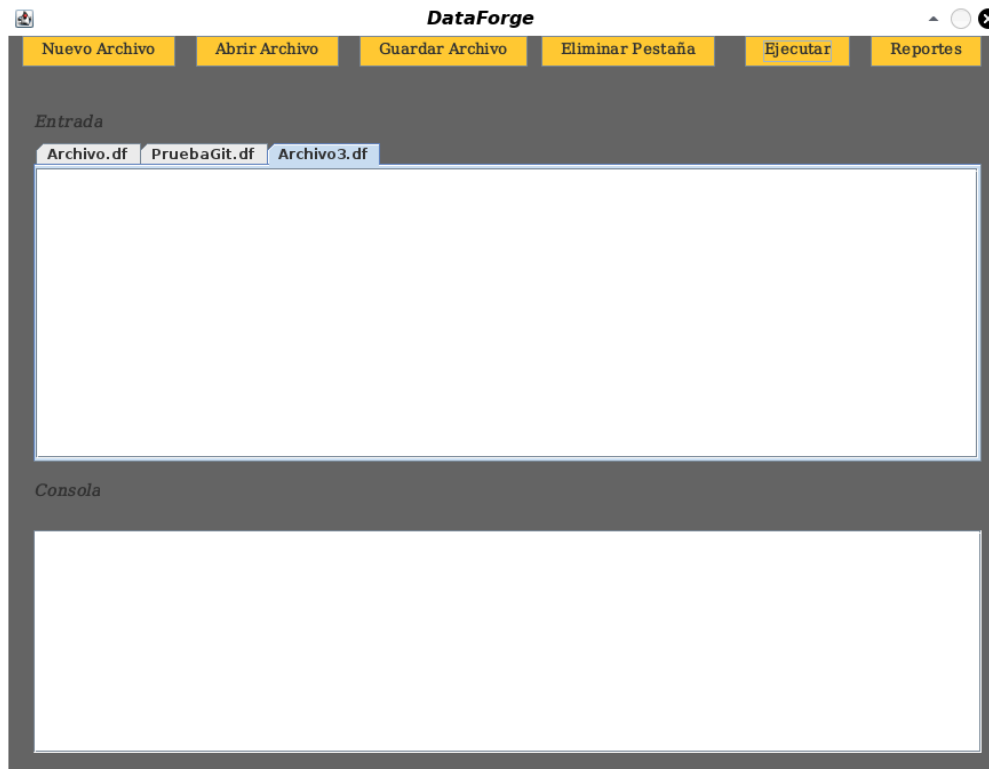 DataForge
Nuevo Archivo Abrir Archivo Guardar Archivo Eliminar Pestaña Ejecutar Reportes
Entrada
Archivo.df PruebaGit.df Archivo3.df
Consola